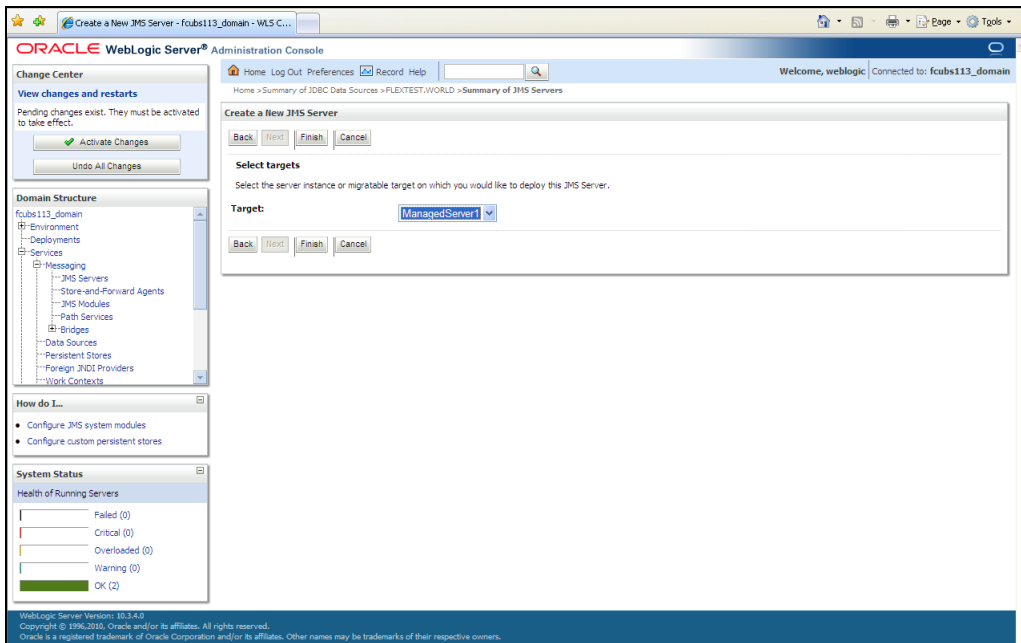 Create a New JMS Server - fcubs113_domain - WLS C...
Page
Tools
ORACLE WebLogic Server® Administration Console
Change Center
View changes and restarts
Pending changes exist. They must be activated
to take effect.
Activate Changes
Undo All Changes
Domain Structure
fcubs113_domain
Environment
Deployments
Services
Messaging
JMS Servers
Store-and-Forward Agents
JMS Modules
Path Services
Bridges
Data Sources
Persistent Stores
Foreign JNDI Providers
Work Contexts
How do I...
Configure JMS system modules
Configure custom persistent stores
System Status
Health of Running Servers
Failed (0)
Critical (0)
Overloaded (0)
Warning (0)
OK (2)
Home Log Out Preferences Record Help
Welcome, weblogic Connected to: fcubs113_domain
Home >Summary of JDBC Data Sources >FLEXTEST.WORLD >Summary of JMS Servers
Create a New JMS Server
Back Next Finish Cancel
Select targets
Select the server instance or migratable target on which you would like to deploy this JMS Server.
Target: ManagedServer1
Back Next Finish Cancel
WebLogic Server Version: 10.3.4.0
Copyright © 1996,2010, Oracle and/or its affiliates. All rights reserved.
Oracle is a registered trademark of Oracle Corporation and/or its affiliates. Other names may be trademarks of their respective owners.